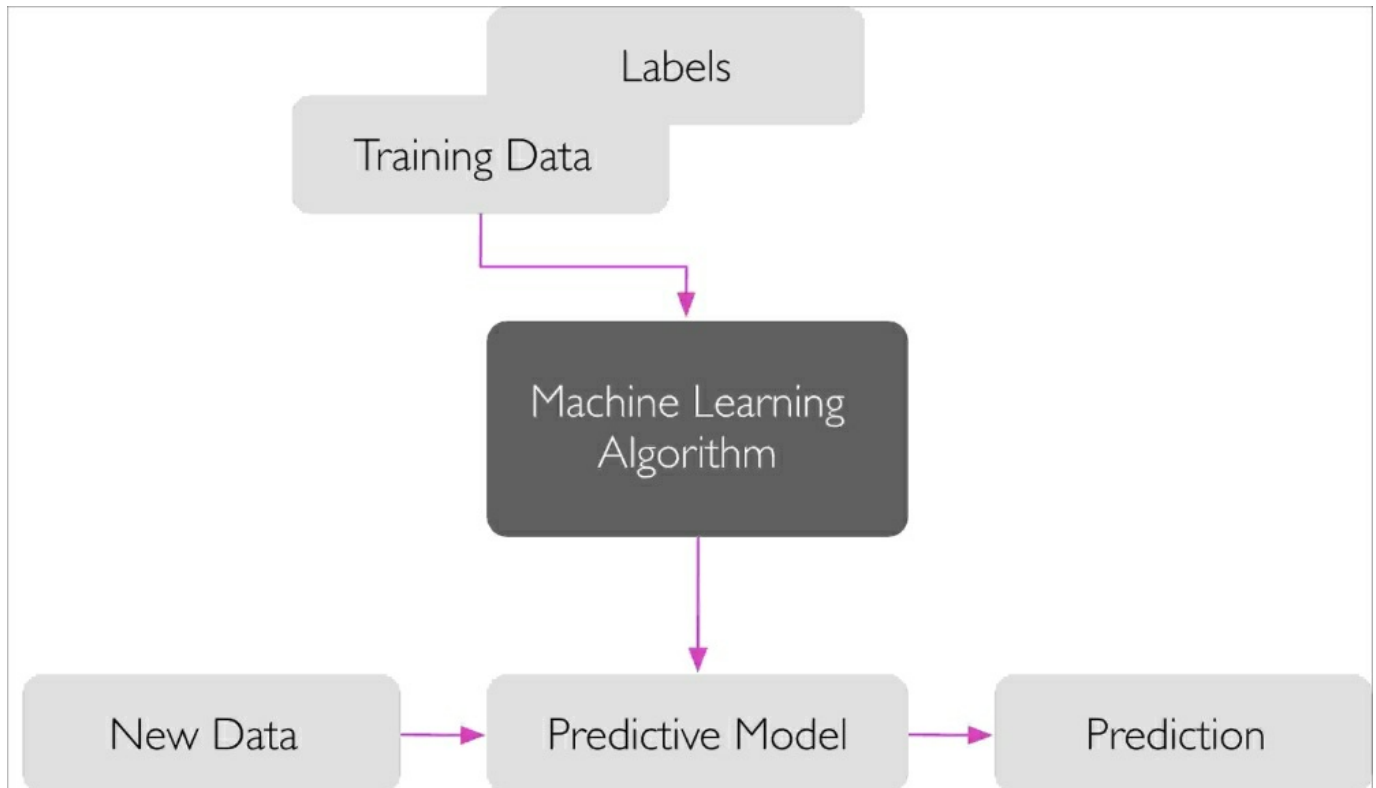 Labels
Training Data
Machine Learning
Algorithm
New Data
Predictive Model
Prediction